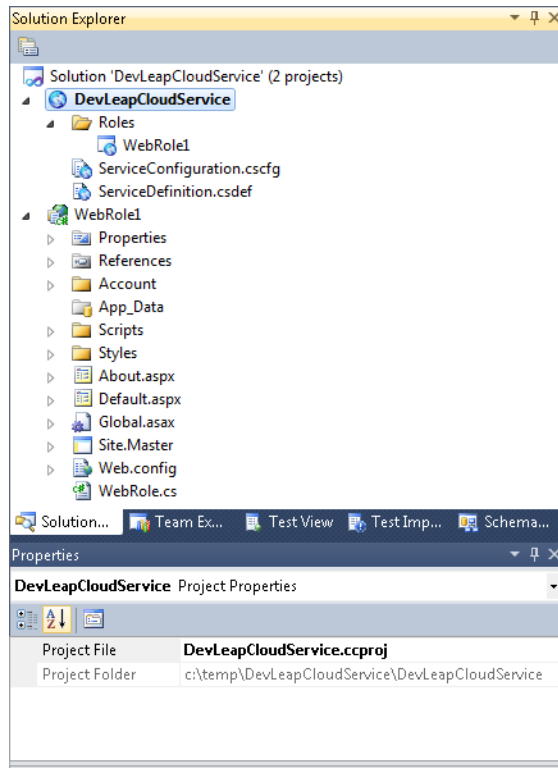 Solution Explorer
Solution 'DevLeapCloudService' (2 projects)
DevLeapCloudService
Roles
WebRole1
ServiceConfiguration.cscfg
ServiceDefinition.csdef
WebRole1
Properties
References
Account
App_Data
Scripts
Styles
About.aspx
Default.aspx
Global.asax
Site.Master
Web.config
WebRole.cs
Solution... Team Ex... Test View Test Imp... Schema...
Properties
DevLeapCloudService Project Properties
Project File DevLeapCloudService.ccproj
Project Folder c:\temp\DevLeapCloudService\DevLeapCloudService